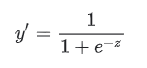 y′ = 1 / (1 + e^{-z})